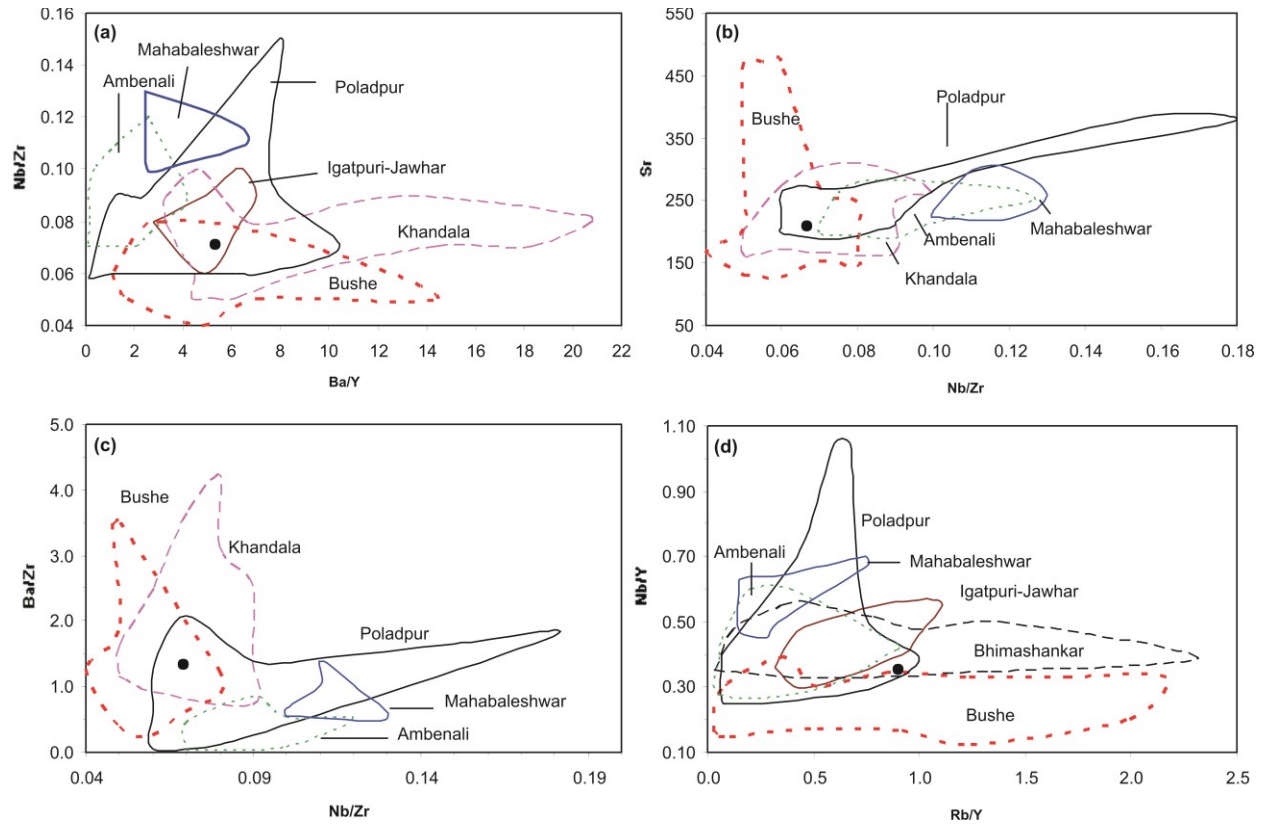 (a)
0.16
0.14
0.12
0.10
0.08
0.06
0.04
Nb/Zr
Mahabaleshwar
Ambenali
Poladpur
Igatpuri-Jawhar
Khandala
Bushe
0 2 4 6 8 10 12 14 16 18 20 22
Ba/Y
(b)
550
450
350
250
150
50
Sr
Poladpur
Bushe
Mahabaleshwar
Ambenali
Khandala
0.04 0.06 0.08 0.10 0.12 0.14 0.16 0.18
Nb/Zr
(c)
5.0
4.0
3.0
2.0
1.0
0.0
Ba/Zr
Bushe
Khandala
Poladpur
Mahabaleshwar
Ambenali
0.04 0.09 0.14 0.19
Nb/Zr
(d)
1.10
0.90
0.70
0.50
0.30
0.10
Nb/Y
Poladpur
Ambenali
Mahabaleshwar
Igatpuri-Jawhar
Bhimashankar
Bushe
0.0 0.5 1.0 1.5 2.0 2.5
Rb/Y